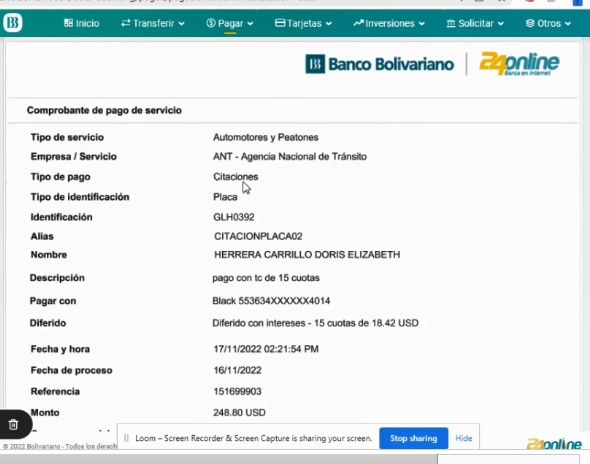 Inicio Transferir Pagar Tarjetas Inversiones Solicitar Otros
Banco Bolivariano 24online
Banca en Internet
Comprobante de pago de servicio
Tipo de servicio Automotores y Peatones
Empresa / Servicio ANT - Agencia Nacional de Tránsito
Tipo de pago Citaciones
Tipo de identificación Placa
Identificación GLH0392
Alias CITACIONPLACA02
Nombre HERRERA CARRILLO DORIS ELIZABETH
Descripción pago con tc de 15 cuotas
Pagar con Black 553634XXXXXX4014
Diferido Diferido con intereses - 15 cuotas de 18.42 USD
Fecha y hora 17/11/2022 02:21:54 PM
Fecha de proceso 16/11/2022
Referencia 151699903
Monto 248.80 USD
© 2022 Bolivariano - Todos los derech
Loom – Screen Recorder & Screen Capture is sharing your screen. Stop sharing Hide
24online